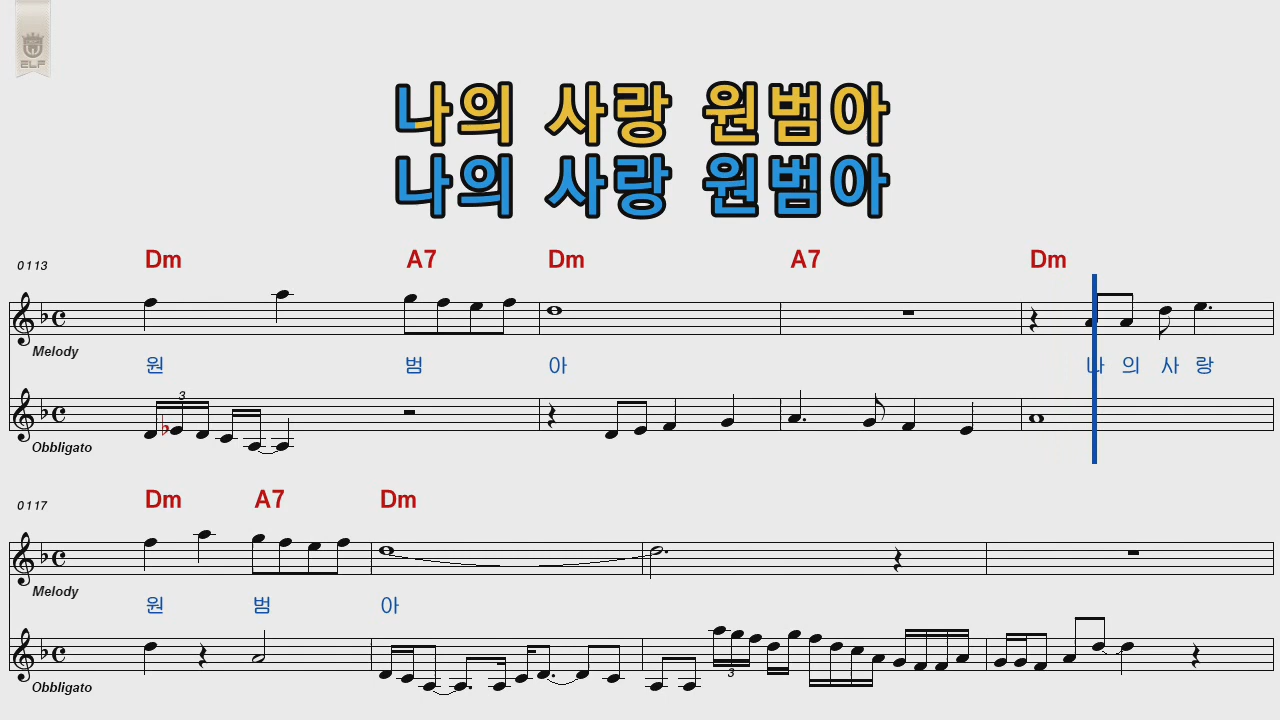 ELF
나의 사랑 원범아
나의 사랑 원범아
0113 Dm A7 Dm A7 Dm
Melody
원 범 아 나 의 사 랑
3
Obbligato
0117 Dm A7 Dm
Melody
원 범 아
Obbligato
3